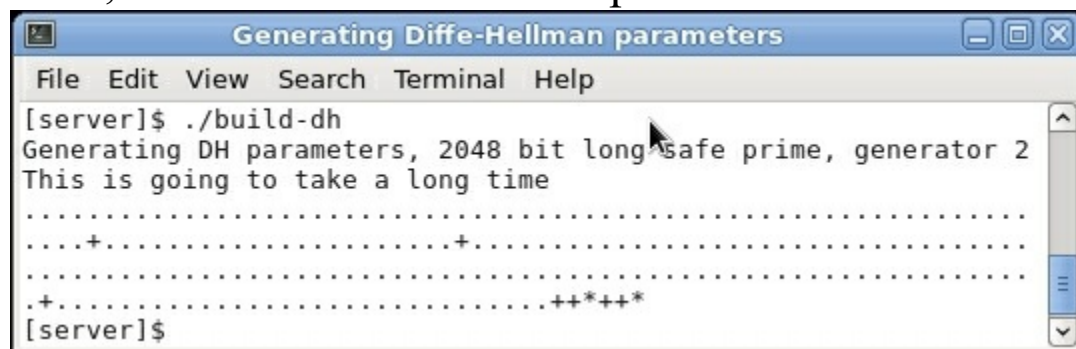 Generating Diffe-Hellman parameters
File Edit View Search Terminal Help
[server]$ ./build-dh
Generating DH parameters, 2048 bit long safe prime, generator 2
This is going to take a long time
...............................................................
....+......................+...................................
...............................................................
.+...............................++*++*
[server]$